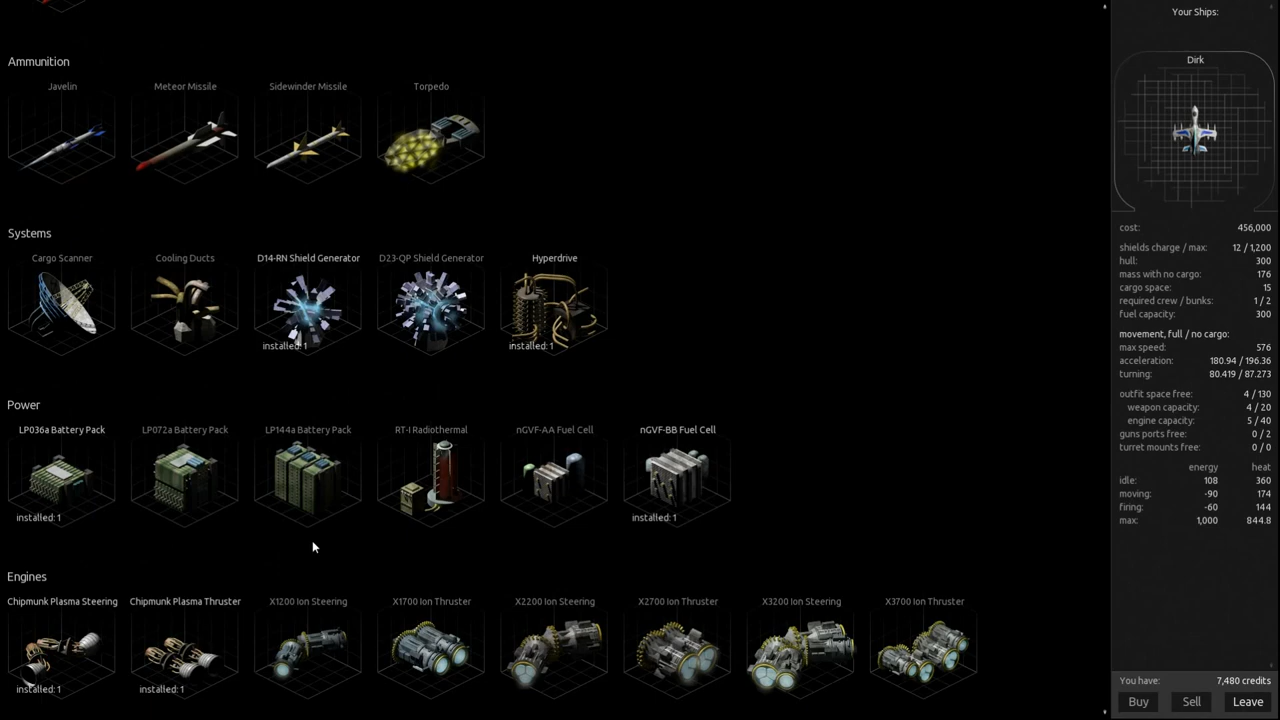 Ammunition
Javelin
Meteor Missile
Sidewinder Missile
Torpedo
Systems
Cargo Scanner
Cooling Ducts
D14-RN Shield Generator
D23-QP Shield Generator
Hyperdrive
installed: 1
installed: 1
Power
LP036a Battery Pack
LP072a Battery Pack
LP144a Battery Pack
RT-I Radiothermal
nGVF-AA Fuel Cell
nGVF-BB Fuel Cell
installed: 1
installed: 1
Engines
Chipmunk Plasma Steering
Chipmunk Plasma Thruster
X1200 Ion Steering
X1700 Ion Thruster
X2200 Ion Steering
X2700 Ion Thruster
X3200 Ion Steering
X3700 Ion Thruster
installed: 1
installed: 1
Your Ships:
Dirk
cost: 456,000
shields charge / max: 12 / 1,200
hull: 300
mass with no cargo: 176
cargo space: 15
required crew / bunks: 1 / 2
fuel capacity: 300
movement, full / no cargo:
max speed: 576
acceleration: 180.94 / 196.36
turning: 80.419 / 87.273
outfit space free: 4 / 130
weapon capacity: 4 / 20
engine capacity: 5 / 40
guns ports free: 0 / 2
turret mounts free: 0 / 0
energy heat
idle: 108 360
moving: -90 174
firing: -60 144
max: 1,000 844.8
You have: 7,480 credits
Buy Sell Leave